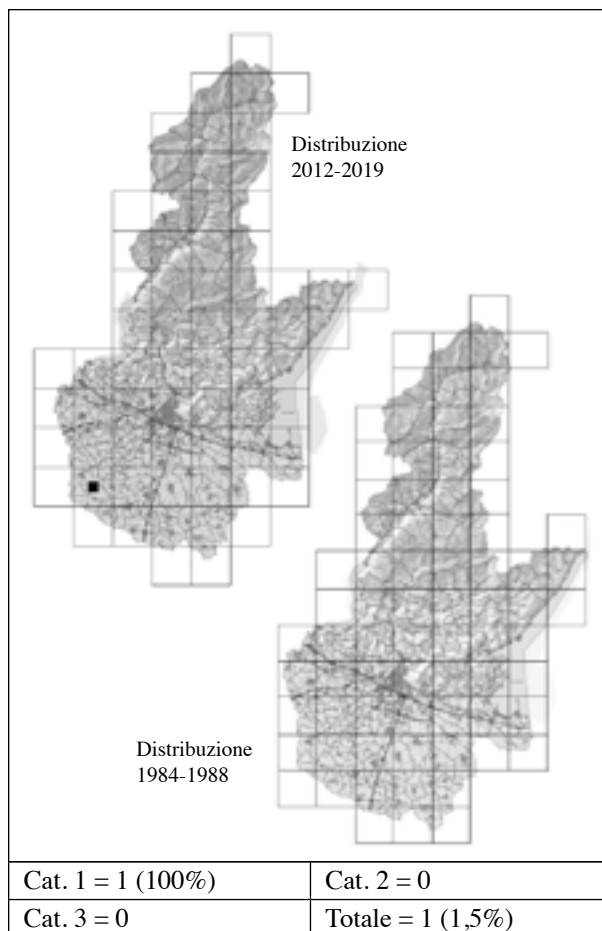 Distribuzione
2012-2019
Distribuzione
1984-1988
Cat. 1 = 1 (100%)
Cat. 2 = 0
Cat. 3 = 0
Totale = 1 (1,5%)